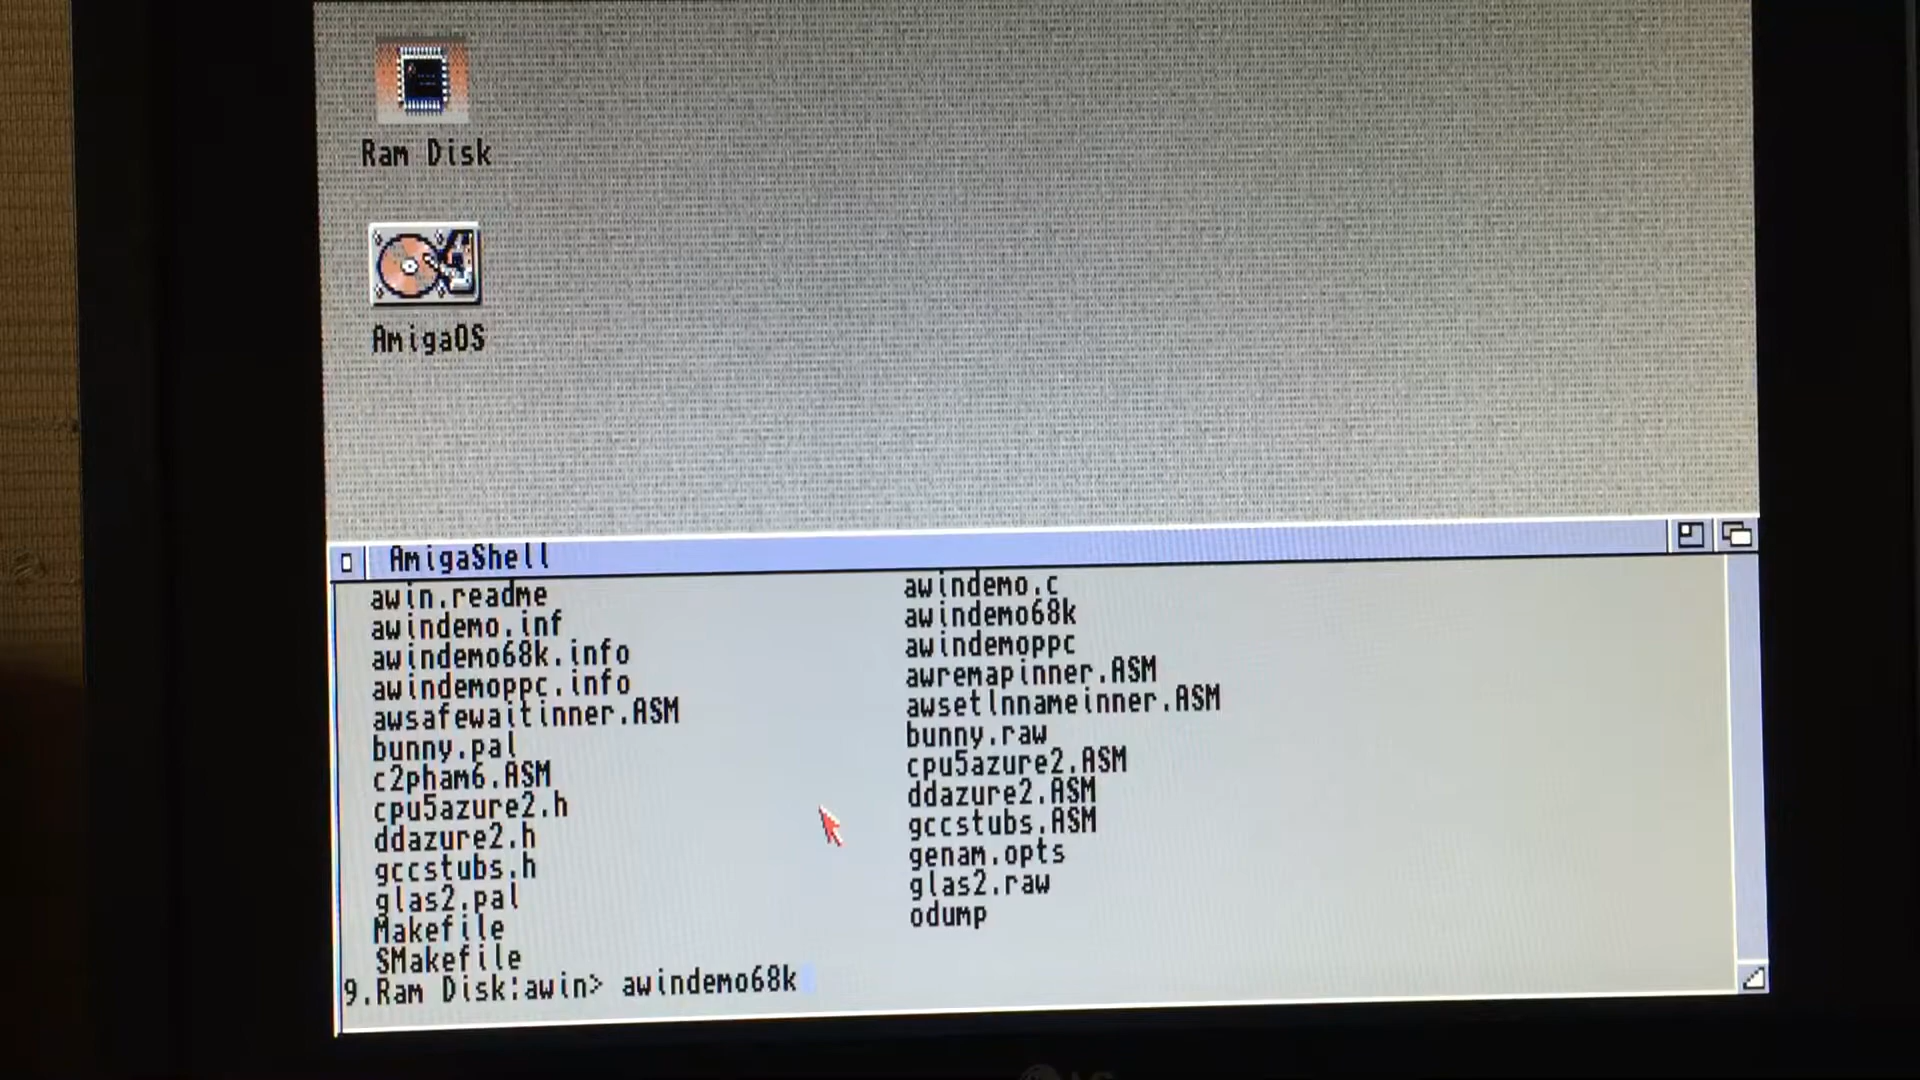 Ram Disk
AmigaOS
AmigaShell
awin.readme awindemo.c
awindemo.inf awindemo68k
awindemo68k.info awindemoppc
awindemoppc.info awremapinner.ASM
awsafewaitinner.ASM awsetlnnameinner.ASM
bunny.pal bunny.raw
c2pham6.ASM cpu5azure2.ASM
cpu5azure2.h ddazure2.ASM
ddazure2.h gccstubs.ASM
gccstubs.h genam.opts
glas2.pal glas2.raw
Makefile odump
SMakefile
9.Ram Disk:awin> awindemo68k